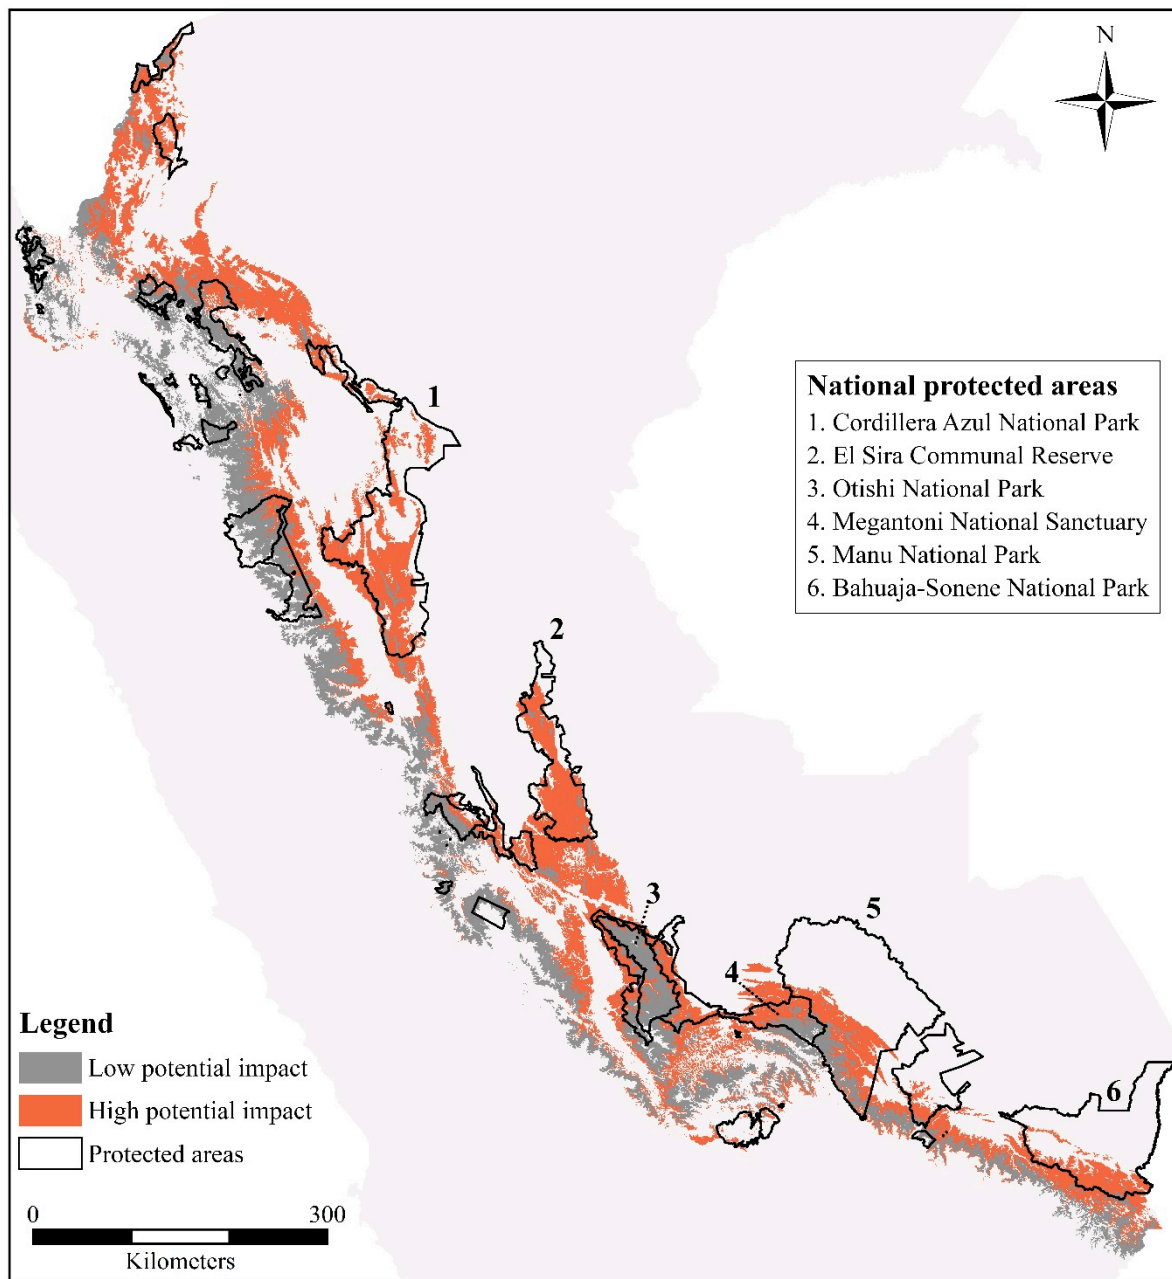 N
1
National protected areas
1. Cordillera Azul National Park
2. El Sira Communal Reserve
3. Otishi National Park
4. Megantoni National Sanctuary
5. Manu National Park
6. Bahuaja-Sonene National Park
2
3
5
4
6
Legend
Low potential impact
High potential impact
Protected areas
0 300
Kilometers